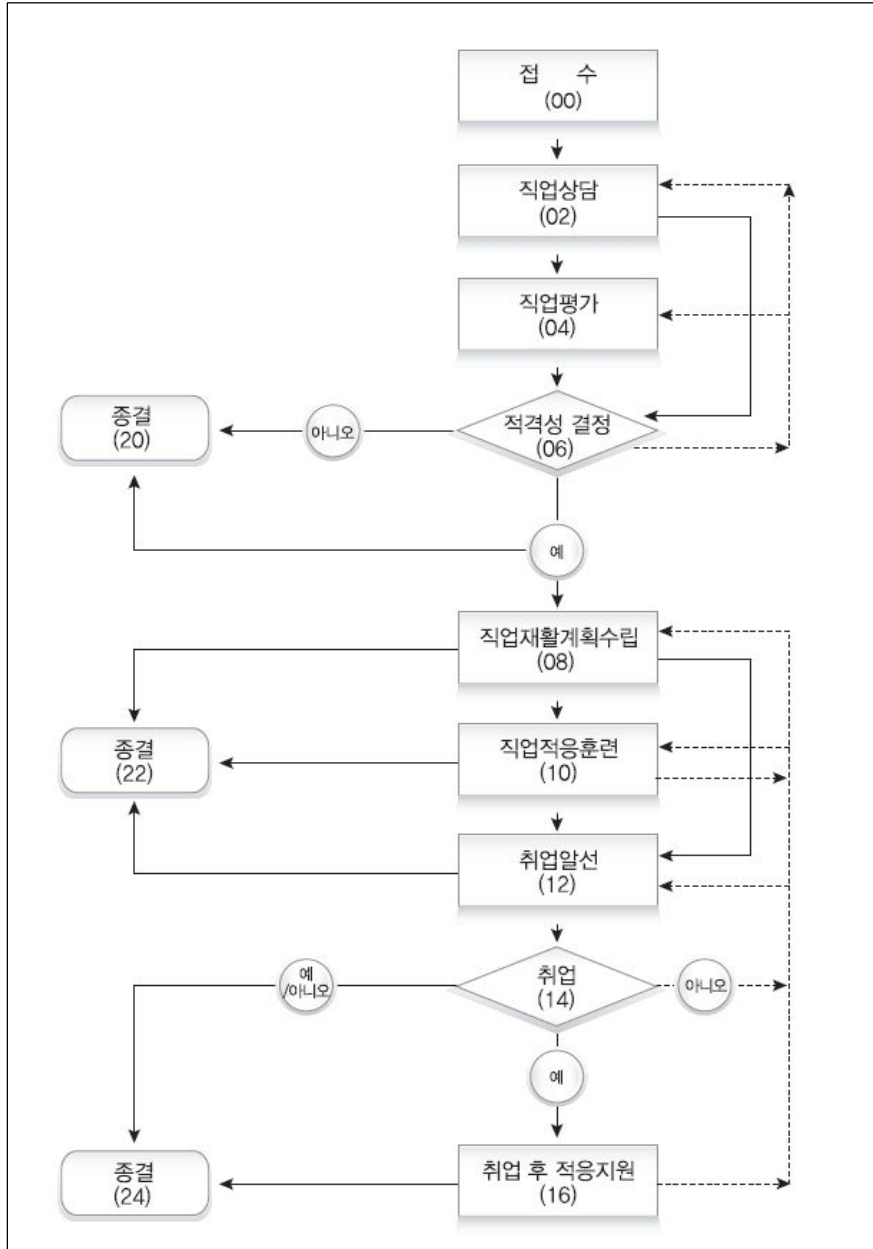 접 수
(00)
직업상담
(02)
직업평가
(04)
종결
(20)
아니오
적격성 결정
(06)
예
직업재활계획수립
(08)
종결
(22)
직업적응훈련
(10)
취업알선
(12)
예
/아니오
취업
(14)
아니오
예
종결
(24)
취업 후 적응지원
(16)